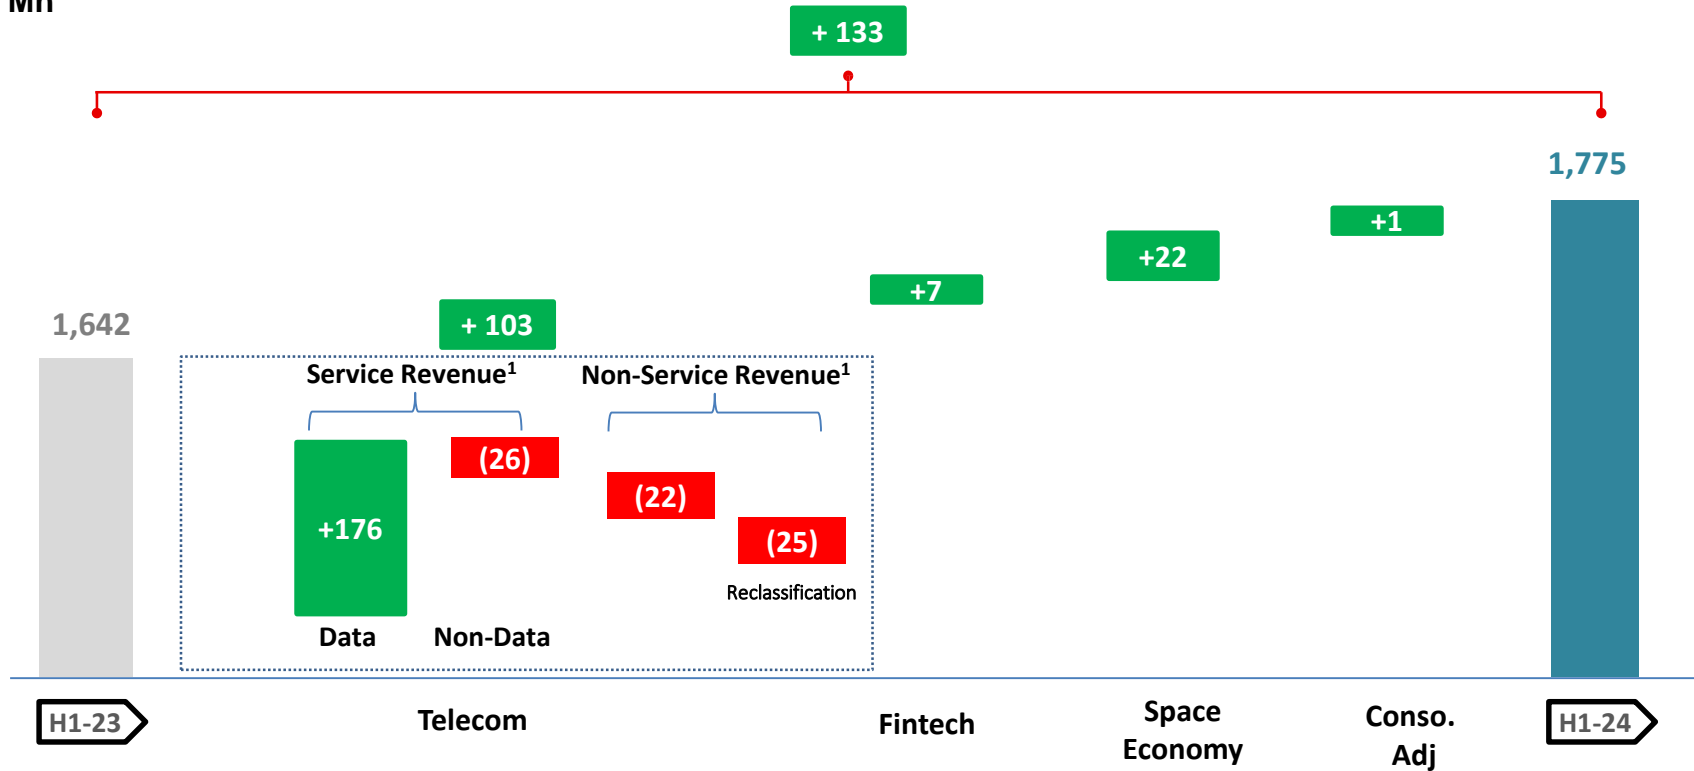 Mn
+ 133
1,775
+1
+22
+7
1,642
+ 103
Service Revenue1
Non-Service Revenue1
(26)
(22)
+176
(25)
Reclassification
Data
Non-Data
H1-23
Telecom
Fintech
Space
Economy
Conso.
Adj
H1-24